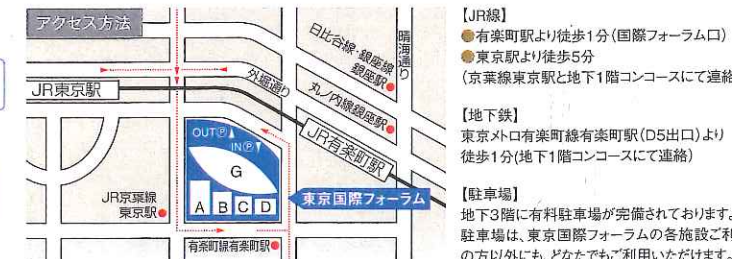 アクセス方法
日比谷線・銀座線
銀座駅
晴海通り
外堀通り
丸ノ内線銀座駅
JR東京駅
JR有楽町駅
OUTⓅ▲
INⓅ▼
G
A B C D
東京国際フォーラム
JR京葉線
東京駅
有楽町線有楽町駅
【JR線】
●有楽町駅より徒歩1分(国際フォーラム口)
●東京駅より徒歩5分
(京葉線東京駅と地下1階コンコースにて連絡
【地下鉄】
東京メトロ有楽町線有楽町駅(D5出口)より
徒歩1分(地下1階コンコースにて連絡)
【駐車場】
地下3階に有料駐車場が完備されております。
駐車場は、東京国際フォーラムの各施設ご利
の方以外にも、どなたでもご利用いただけます。